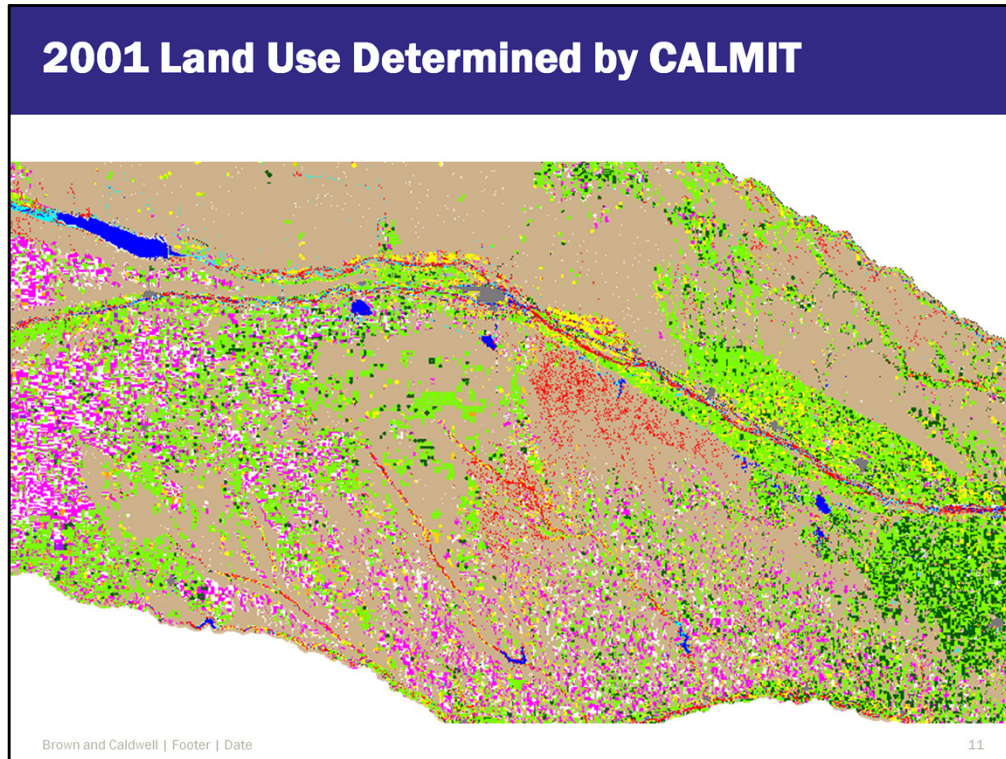 2001 Land Use Determined by CALMIT
Brown and Caldwell | Footer | Date
11